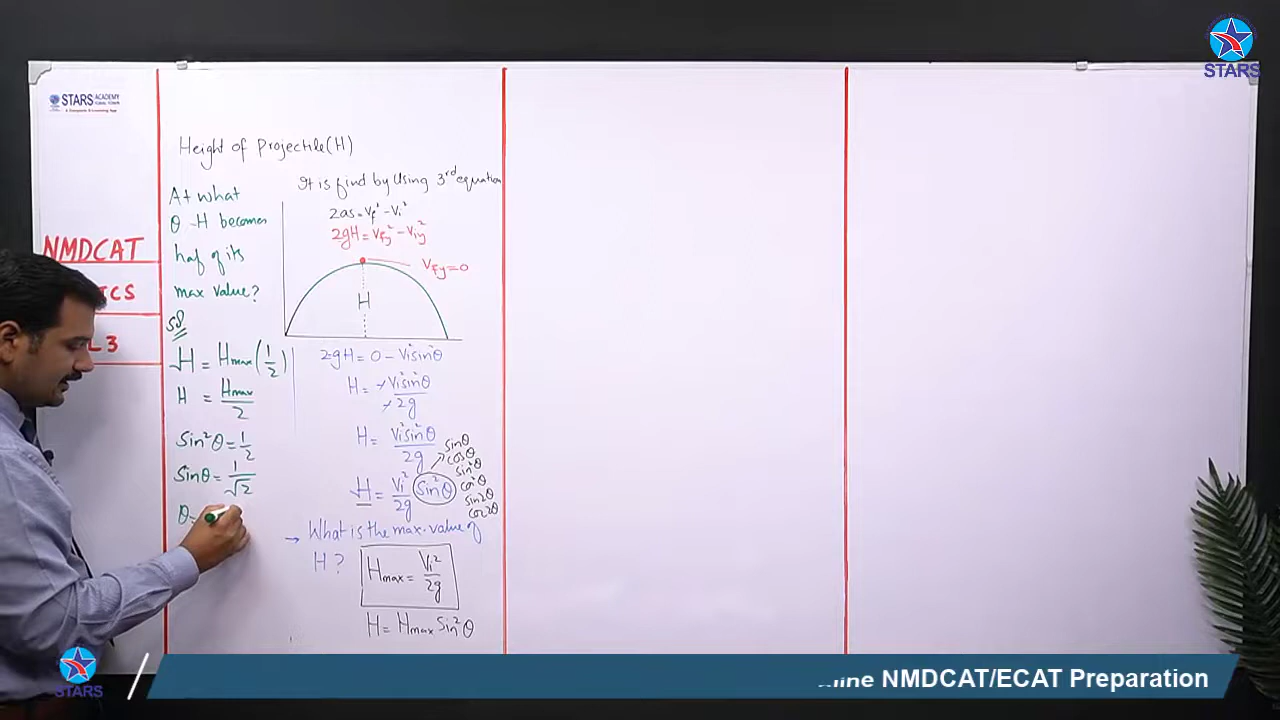 STARS
STARS ACADEMY
NMDCAT
3
Height of Projectile(H)
At what
θ H becomes
haf of its
max value?
Sol
H = Hmax(1/2)
H = Hmax/2
Sin²θ = 1/2
Sinθ = 1/√2
θ=
It is find by Using 3rd equation
2as = Vf² - Vi²
2gH = Vfy² - Viy²
Vfy = 0
H
2gH = 0 - Vi²sin²θ
H = -Vi²sin²θ/-2g
H = Vi²sin²θ/2g
H = Vi²/2g Sin²θ
sinθ
cosθ
sin²θ
cos²θ
sin2θ
cos2θ
→ What is the max. value of
H?
Hmax = Vi²/2g
H = Hmax Sin²θ
STARS
NMDCAT/ECAT Preparation